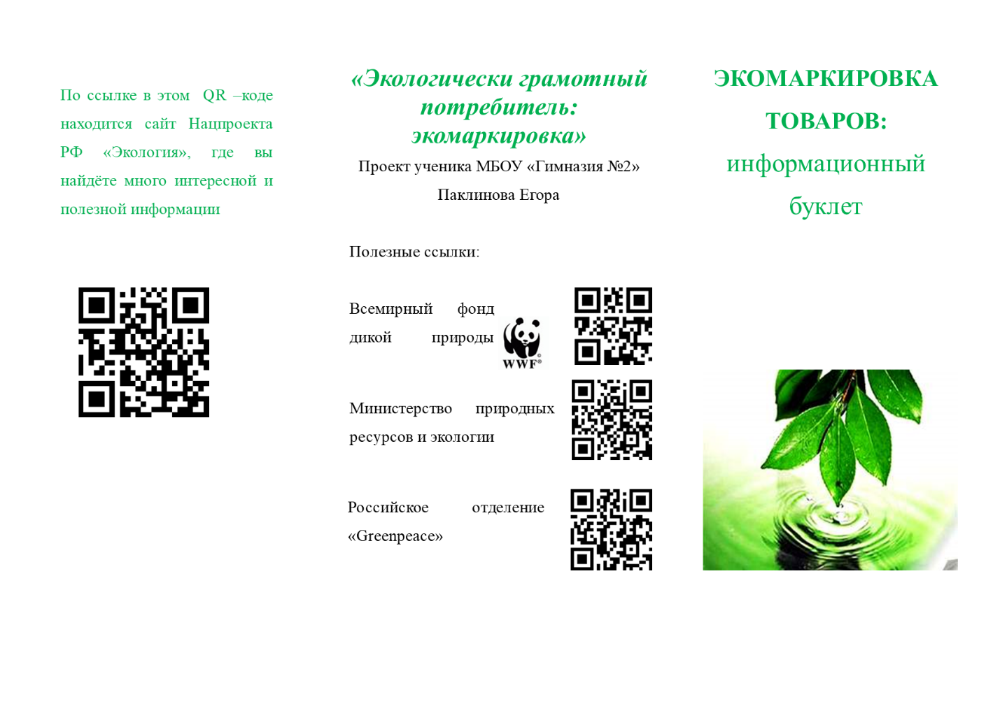 По ссылке в этом QR –коде
находится сайт Нацпроекта
РФ «Экология», где вы
найдёте много интересной и
полезной информации
«Экологически грамотный
потребитель:
экомаркировка»
Проект ученика МБОУ «Гимназия №2»
Паклинова Егора
Полезные ссылки:
Всемирный фонд
дикой природы
WWF®
Министерство природных
ресурсов и экологии
Российское отделение
«Greenpeace»
ЭКОМАРКИРОВКА
ТОВАРОВ:
информационный
буклет